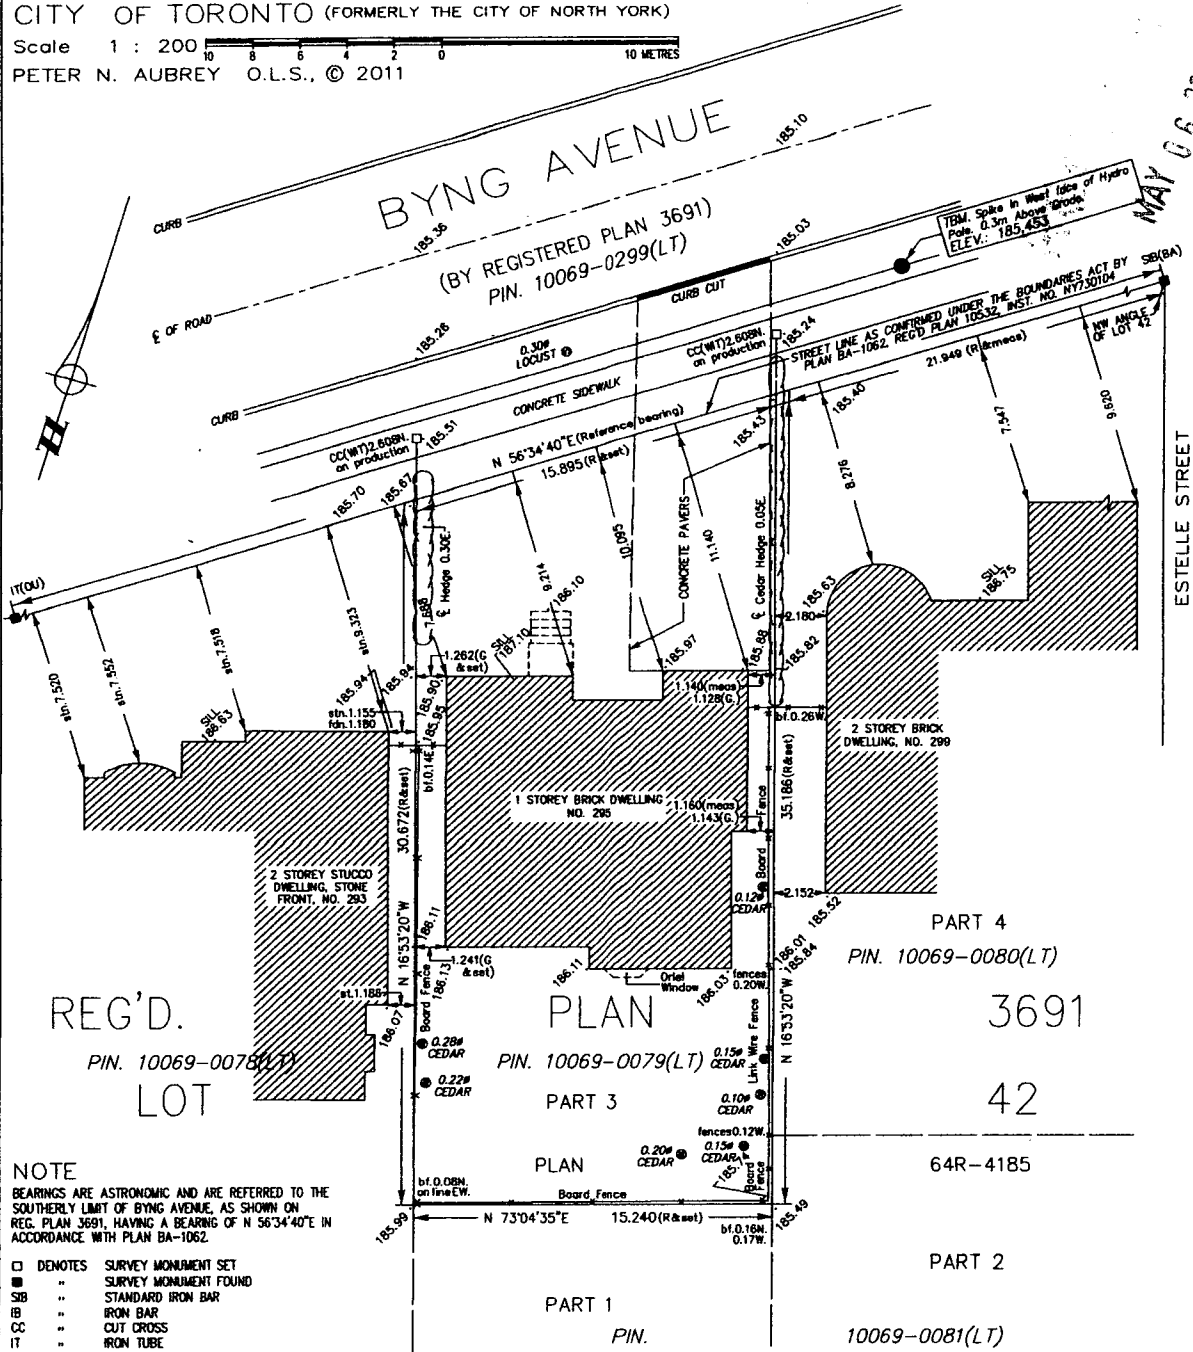 CITY OF TORONTO (FORMERLY THE CITY OF NORTH YORK)
Scale 1 : 200
10 8 6 4 2 0 10 METRES
PETER N. AUBREY O.L.S., © 2011
MAY 06
BYNG AVENUE
(BY REGISTERED PLAN 3691)
PIN. 10069-0299(LT)
CURB
185.10
185.36
185.03
TBM. Spike in West face of Hydro
Pole. 0.3m Above Grade.
ELEV.: 185.453
℄ OF ROAD
185.26
CURB CUT
0.30ø
LOCUST
CC(WIT)2.608N.
on production
185.24
STREET LINE AS CONFIRMED UNDER THE BOUNDARIES ACT BY
PLAN BA-1062, REG'D PLAN 10532, INST. NO. NY730104
SIB(BA)
NW ANGLE
OF LOT 42
21.949 (R&meas)
CURB
CONCRETE SIDEWALK
CC(WIT)2.608N.
on production
185.51
N 56°34'40"E(Reference bearing)
15.895(R&set)
185.43
185.40
7.547
9.620
8.276
ESTELLE STREET
185.70
185.67
IT(OU)
stn.7.520
stn.7.552
stn.7.518
stn.9.323
7.688
℄ Hedge 0.30E.
9.214
10.095
11.140
CONCRETE PAVERS
℄ Cedar Hedge 0.05E.
186.10
SILL
187.10
SILL
186.75
185.63
2.180
185.82
185.88
185.97
1.262(G
&set)
185.94
185.94
185.90
185.95
SILL
186.63
stn.1.155
fdn.1.180
bf.0.14E.
1.140(meas)
1.128(G.)
bf.0.26W.
2 STOREY BRICK
DWELLING, NO. 299
1 STOREY BRICK DWELLING
NO. 295
1.160(meas)
1.143(G.)
Board Fence
35.186(R&set)
30.672(R&set)
N 16°53'20"W
2 STOREY STUCCO
DWELLING, STONE
FRONT, NO. 293
0.12ø
CEDAR
2.152
185.52
186.11
186.13
1.241(G
&set)
186.11
Oriel
Window
186.03
fences
0.20W.
186.01
185.84
PART 4
PIN. 10069-0080(LT)
st.1.188
186.07
Board Fence
REG'D. PLAN 3691
PIN. 10069-0078(LT)
0.28ø
CEDAR
PIN. 10069-0079(LT)
0.15ø
CEDAR
Link Wire Fence
N 16°53'20"W
0.22ø
CEDAR
LOT 42
PART 3
0.10ø
CEDAR
fences0.12W.
0.20ø
CEDAR
0.15ø
CEDAR
Board Fence
PLAN 64R-4185
NOTE
BEARINGS ARE ASTRONOMIC AND ARE REFERRED TO THE
SOUTHERLY LIMIT OF BYNG AVENUE, AS SHOWN ON
REG. PLAN 3691, HAVING A BEARING OF N 56°34'40"E IN
ACCORDANCE WITH PLAN BA-1062.
bf.0.08N.
on line EW.
Board Fence
185.99
N 73°04'35"E 15.240(R&set)
185.49
bf.0.16N.
0.17W.
□ DENOTES SURVEY MONUMENT SET
■ " SURVEY MONUMENT FOUND
SIB " STANDARD IRON BAR
IB " IRON BAR
CC " CUT CROSS
IT " IRON TUBE
PART 2
PART 1
PIN. 10069-0081(LT)